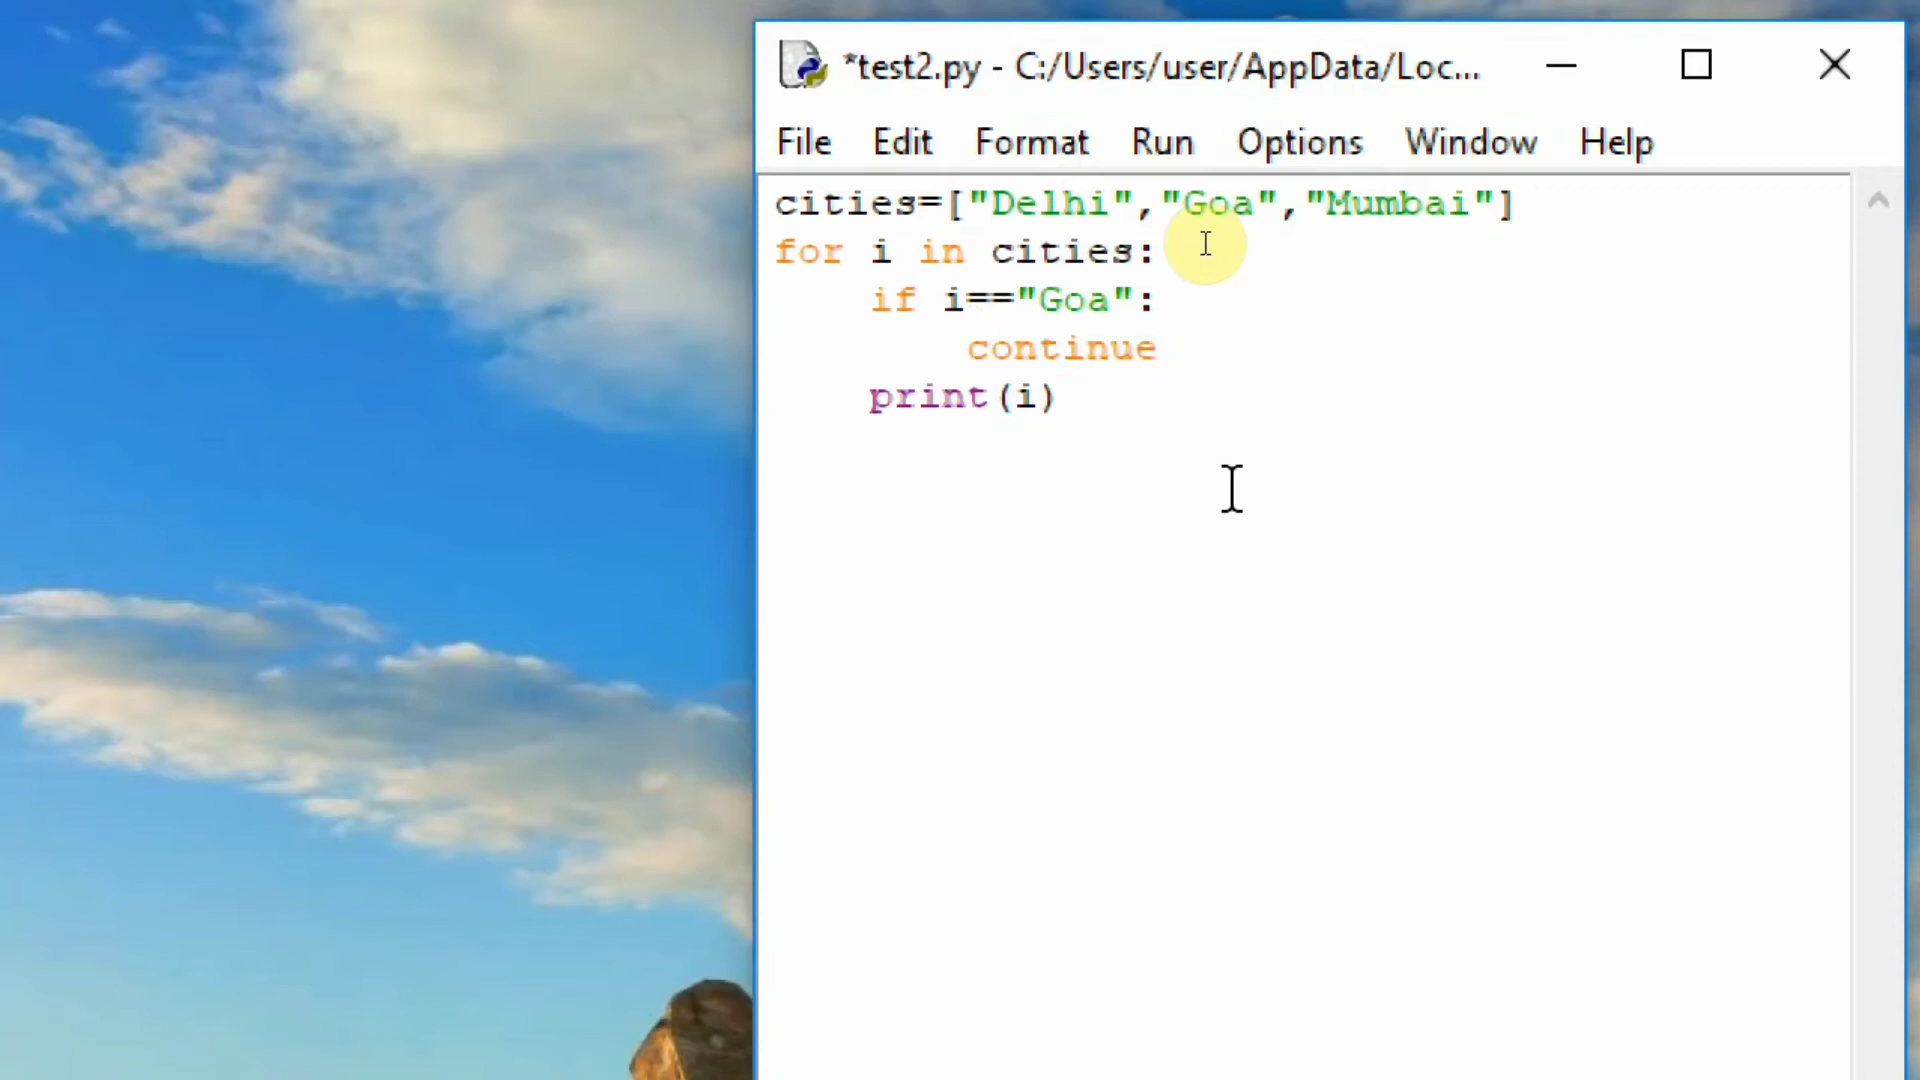 *test2.py - C:/Users/user/AppData/Loc...
File Edit Format Run Options Window Help
cities=["Delhi","Goa","Mumbai"]
for i in cities:
    if i=="Goa":
        continue
    print(i)